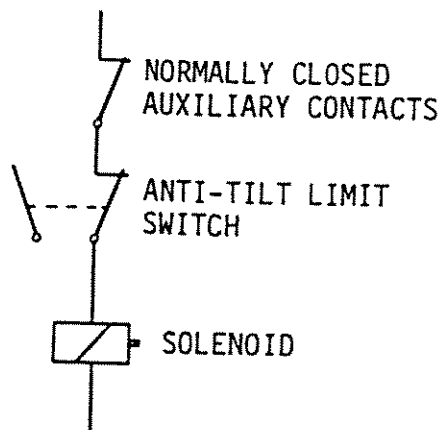 NORMALLY CLOSED
AUXILIARY CONTACTS
ANTI-TILT LIMIT
SWITCH
SOLENOID